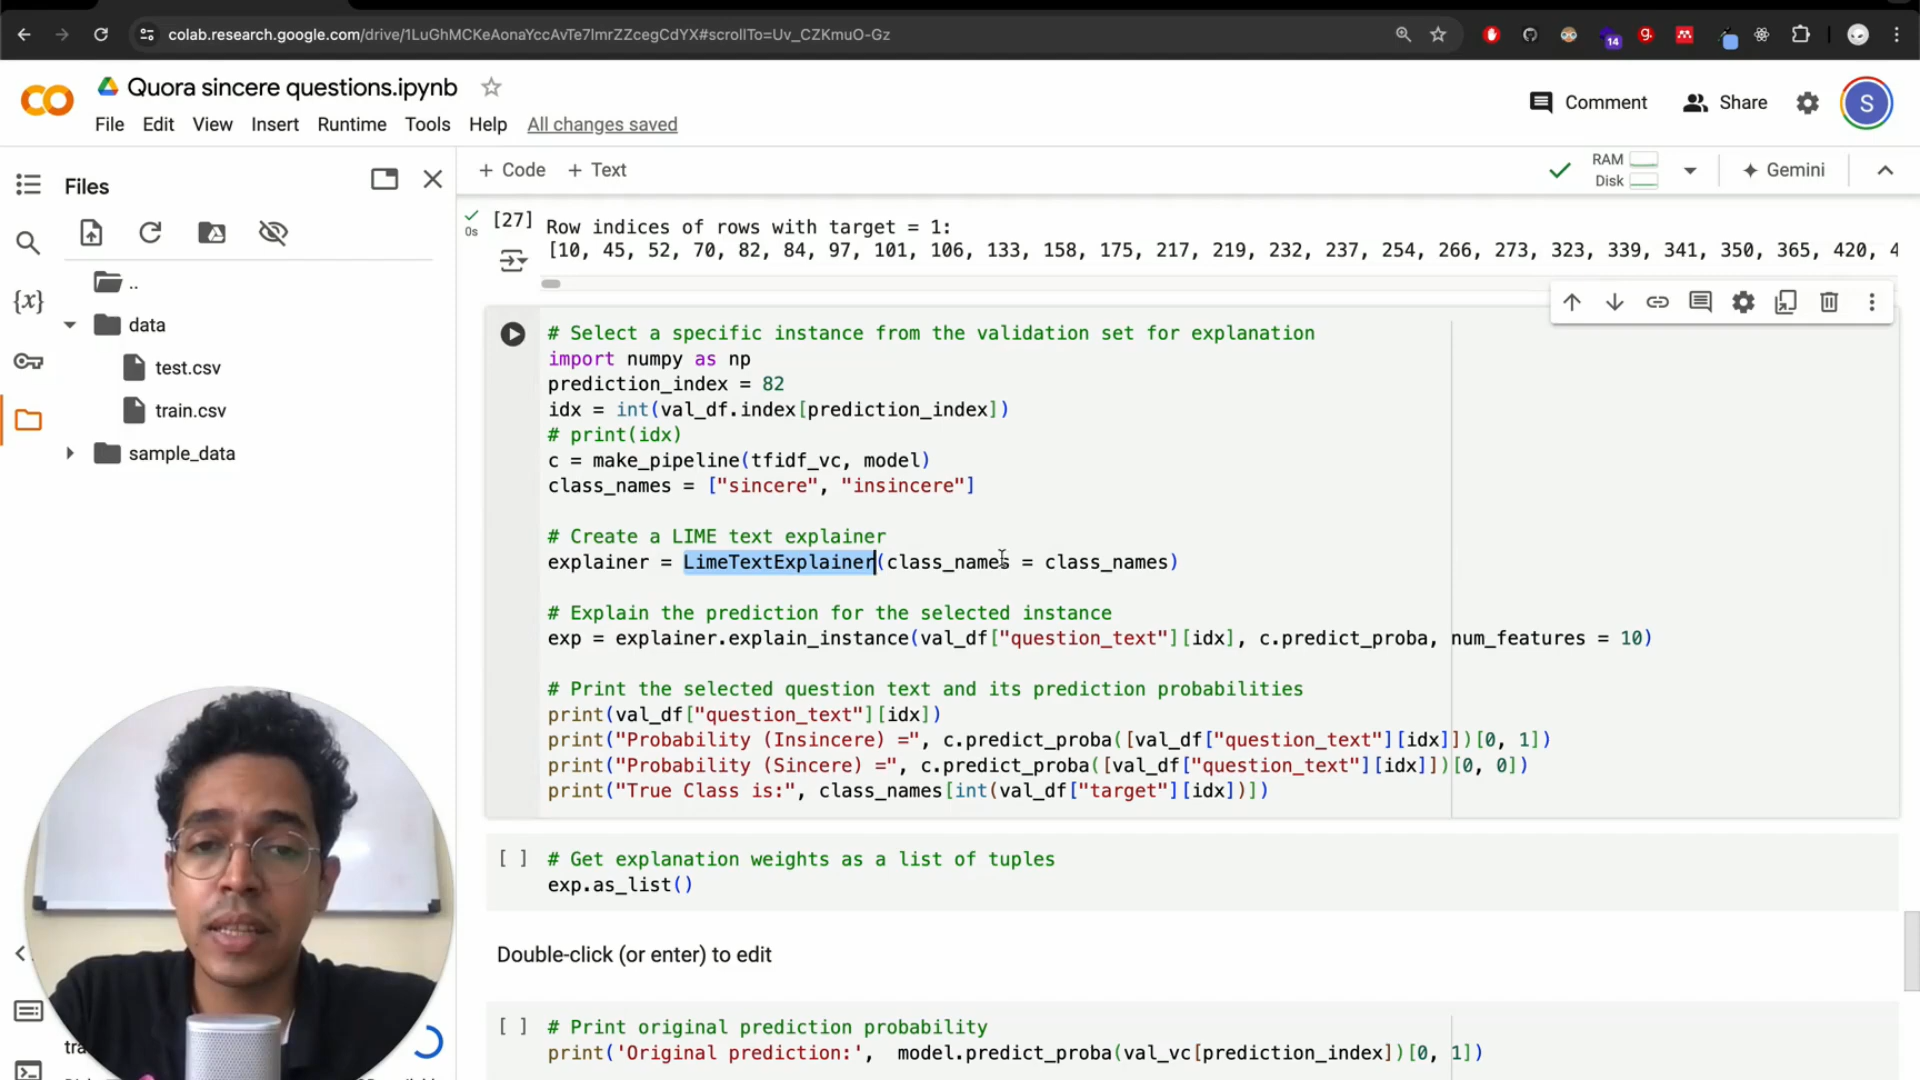 colab.research.google.com/drive/1LuGhMCKeAonaYccAvTe7lmrZZcegCdYX#scrollTo=Uv_CZKmuO-Gz
14
g.
CO
Quora sincere questions.ipynb
File Edit View Insert Runtime Tools Help All changes saved
Comment
Share
S
Files
+ Code + Text
RAM
Disk
Gemini
..
data
test.csv
train.csv
sample_data
{x}
[27]
0s
Row indices of rows with target = 1:
[10, 45, 52, 70, 82, 84, 97, 101, 106, 133, 158, 175, 217, 219, 232, 237, 254, 266, 273, 323, 339, 341, 350, 365, 420, 4
# Select a specific instance from the validation set for explanation
import numpy as np
prediction_index = 82
idx = int(val_df.index[prediction_index])
# print(idx)
c = make_pipeline(tfidf_vc, model)
class_names = ["sincere", "insincere"]
# Create a LIME text explainer
explainer = LimeTextExplainer(class_names = class_names)
# Explain the prediction for the selected instance
exp = explainer.explain_instance(val_df["question_text"][idx], c.predict_proba, num_features = 10)
# Print the selected question text and its prediction probabilities
print(val_df["question_text"][idx])
print("Probability (Insincere) =", c.predict_proba([val_df["question_text"][idx]])[0, 1])
print("Probability (Sincere) =", c.predict_proba([val_df["question_text"][idx]])[0, 0])
print("True Class is:", class_names[int(val_df["target"][idx])])
[ ] # Get explanation weights as a list of tuples
exp.as_list()
Double-click (or enter) to edit
[ ] # Print original prediction probability
print('Original prediction:', model.predict_proba(val_vc[prediction_index])[0, 1])